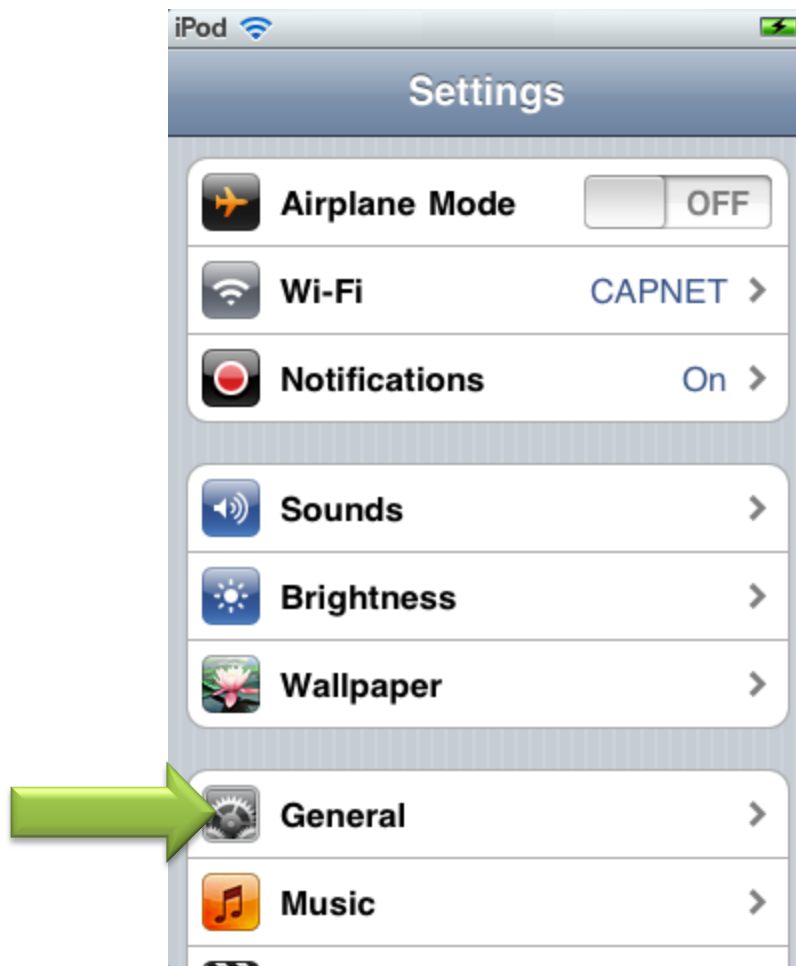 iPod
Settings
Airplane Mode OFF
Wi-Fi CAPNET
Notifications On
Sounds
Brightness
Wallpaper
General
Music